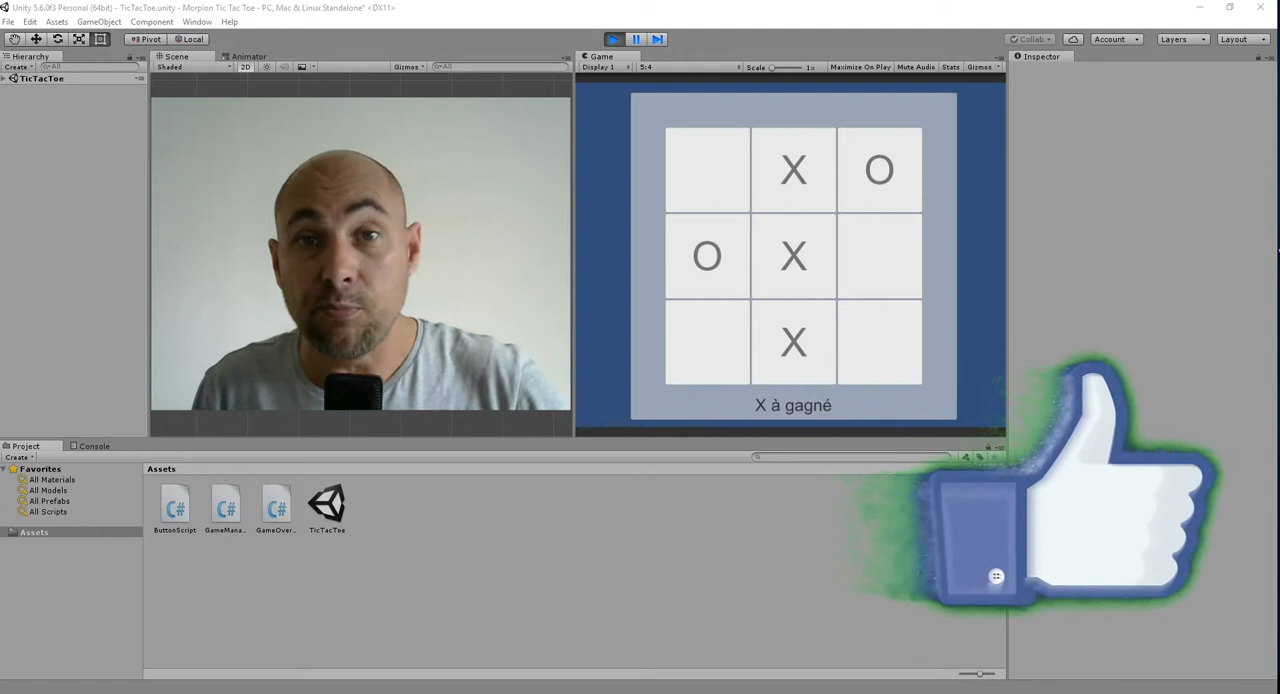 Unity 5.6.0f3 Personal (64bit) - TicTacToe.unity - Morpion Tic Tac Toe - PC, Mac & Linux Standalone* <DX11>
File Edit Assets GameObject Component Window Help
Pivot Local Collab Account Layers Layout
Hierarchy Scene Animator Game Inspector
Create All Shaded 2D Gizmos All Display 1 5:4 Scale 1x Maximize On Play Mute Audio Stats Gizmos
TicTacToe
X O
O X
X
X à gagné
Project Console
Create
Favorites Assets
All Materials
All Models
All Prefabs
All Scripts
C# C# C#
ButtonScript GameMana... GameOver... TicTacToe
Assets